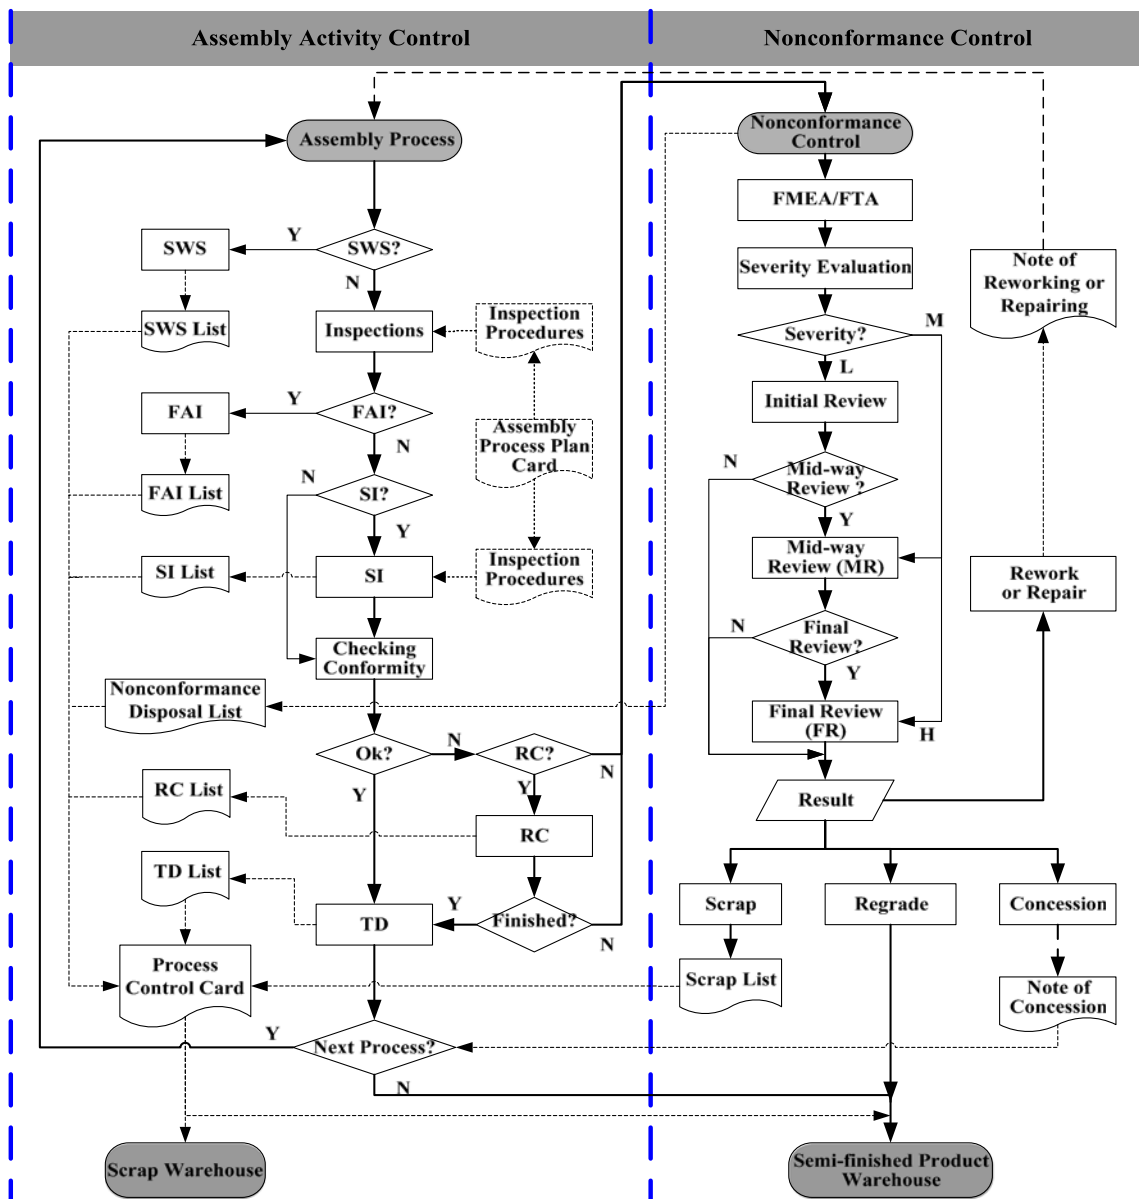 Assembly Activity Control
Nonconformance Control
Assembly Process
Nonconformance
Control
FMEA/FTA
SWS
Y
SWS?
N
Severity Evaluation
Note of
Reworking or
Repairing
SWS List
Inspections
Inspection
Procedures
Severity?
M
L
FAI
Y
FAI?
N
Assembly
Process Plan
Card
Initial Review
FAI List
N
SI?
Y
N
Mid-way
Review ?
Y
SI List
SI
Inspection
Procedures
Mid-way
Review (MR)
Rework
or Repair
Checking
Conformity
N
Final
Review?
Y
Nonconformance
Disposal List
Final Review
(FR)
H
Ok?
N
RC?
N
Y
Y
RC List
RC
Result
TD List
TD
Y
Finished?
N
Scrap
Regrade
Concession
Process
Control Card
Scrap List
Note of
Concession
Y
Next Process?
N
Scrap Warehouse
Semi-finished Product
Warehouse